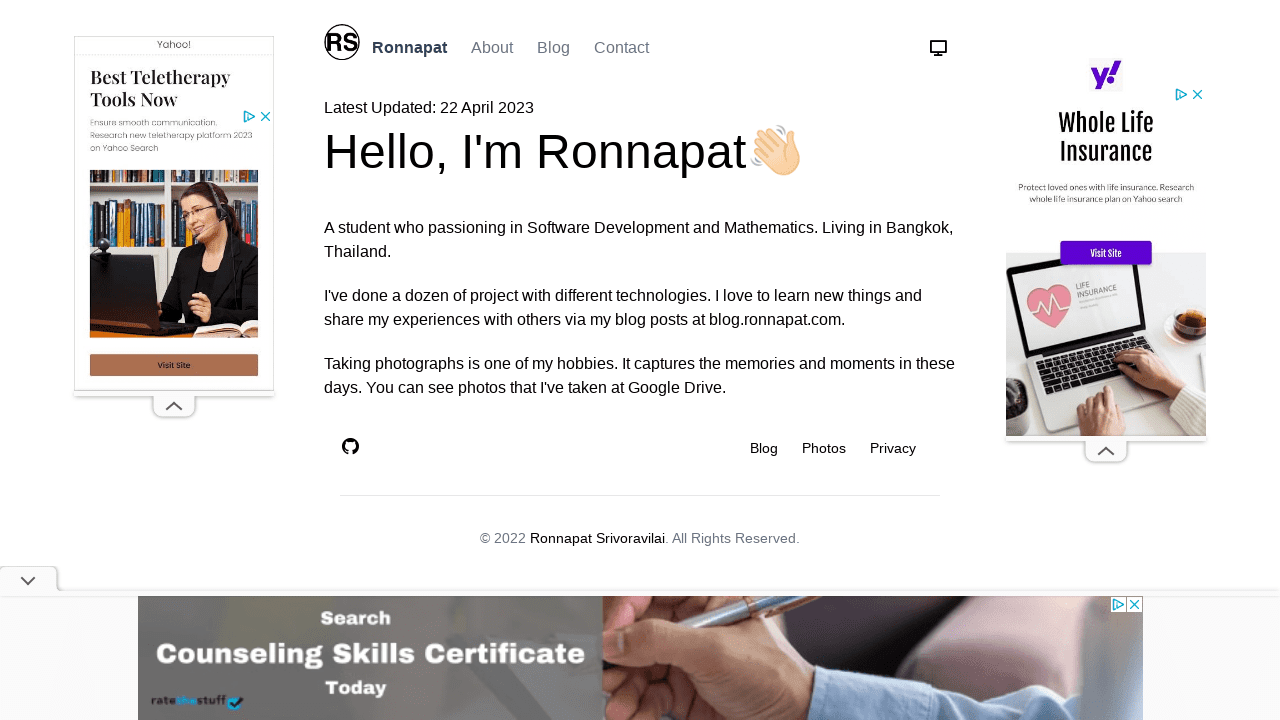 RS
Ronnapat
About
Blog
Contact
Latest Updated: 22 April 2023
Hello, I'm Ronnapat👋🏻
A student who passioning in Software Development and Mathematics. Living in Bangkok,
Thailand.
I've done a dozen of project with different technologies. I love to learn new things and
share my experiences with others via my blog posts at blog.ronnapat.com.
Taking photographs is one of my hobbies. It captures the memories and moments in these
days. You can see photos that I've taken at Google Drive.
Blog
Photos
Privacy
© 2022 Ronnapat Srivoravilai. All Rights Reserved.
Yahoo!
Best Teletherapy
Tools Now
Ensure smooth communication.
Research new teletherapy platform 2023
on Yahoo Search
Visit Site
y!
Whole Life
Insurance
Protect loved ones with life insurance. Research
whole life insurance plan on Yahoo search
Visit Site
LIFE
INSURANCE
Search
Counseling Skills Certificate
Today
ratethestuff